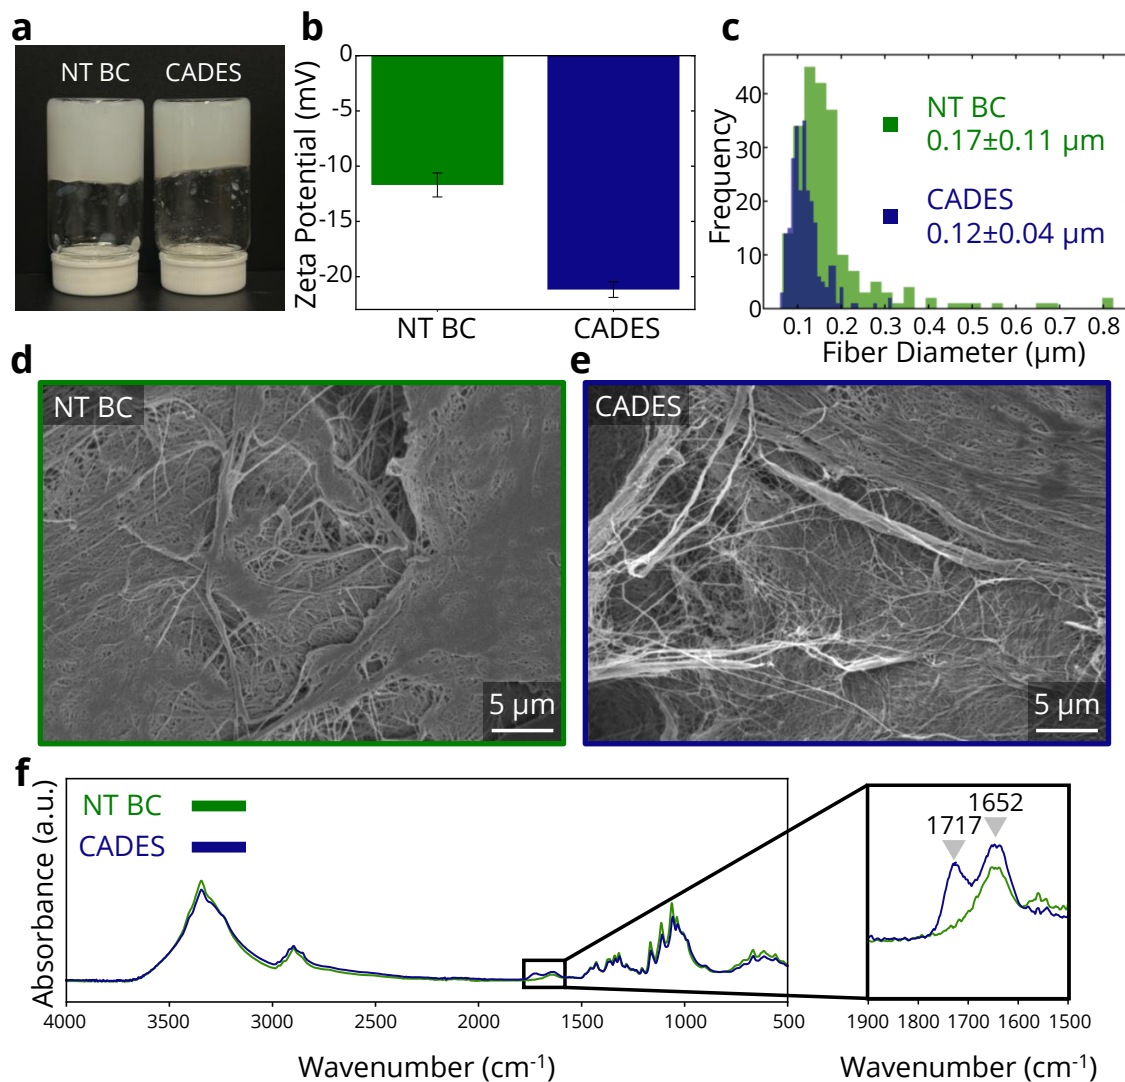 a
NT BC
CADES
b
Zeta Potential (mV)
0
-5
-10
-15
-20
NT BC
CADES
c
Frequency
40
30
20
10
0
NT BC
0.17±0.11 µm
CADES
0.12±0.04 µm
0.1 0.2 0.3 0.4 0.5 0.6 0.7 0.8
Fiber Diameter (µm)
d
NT BC
5 µm
e
CADES
5 µm
f
Absorbance (a.u.)
NT BC
CADES
4000 3500 3000 2500 2000 1500 1000 500
Wavenumber (cm⁻¹)
1652
1717
1900 1800 1700 1600 1500
Wavenumber (cm⁻¹)